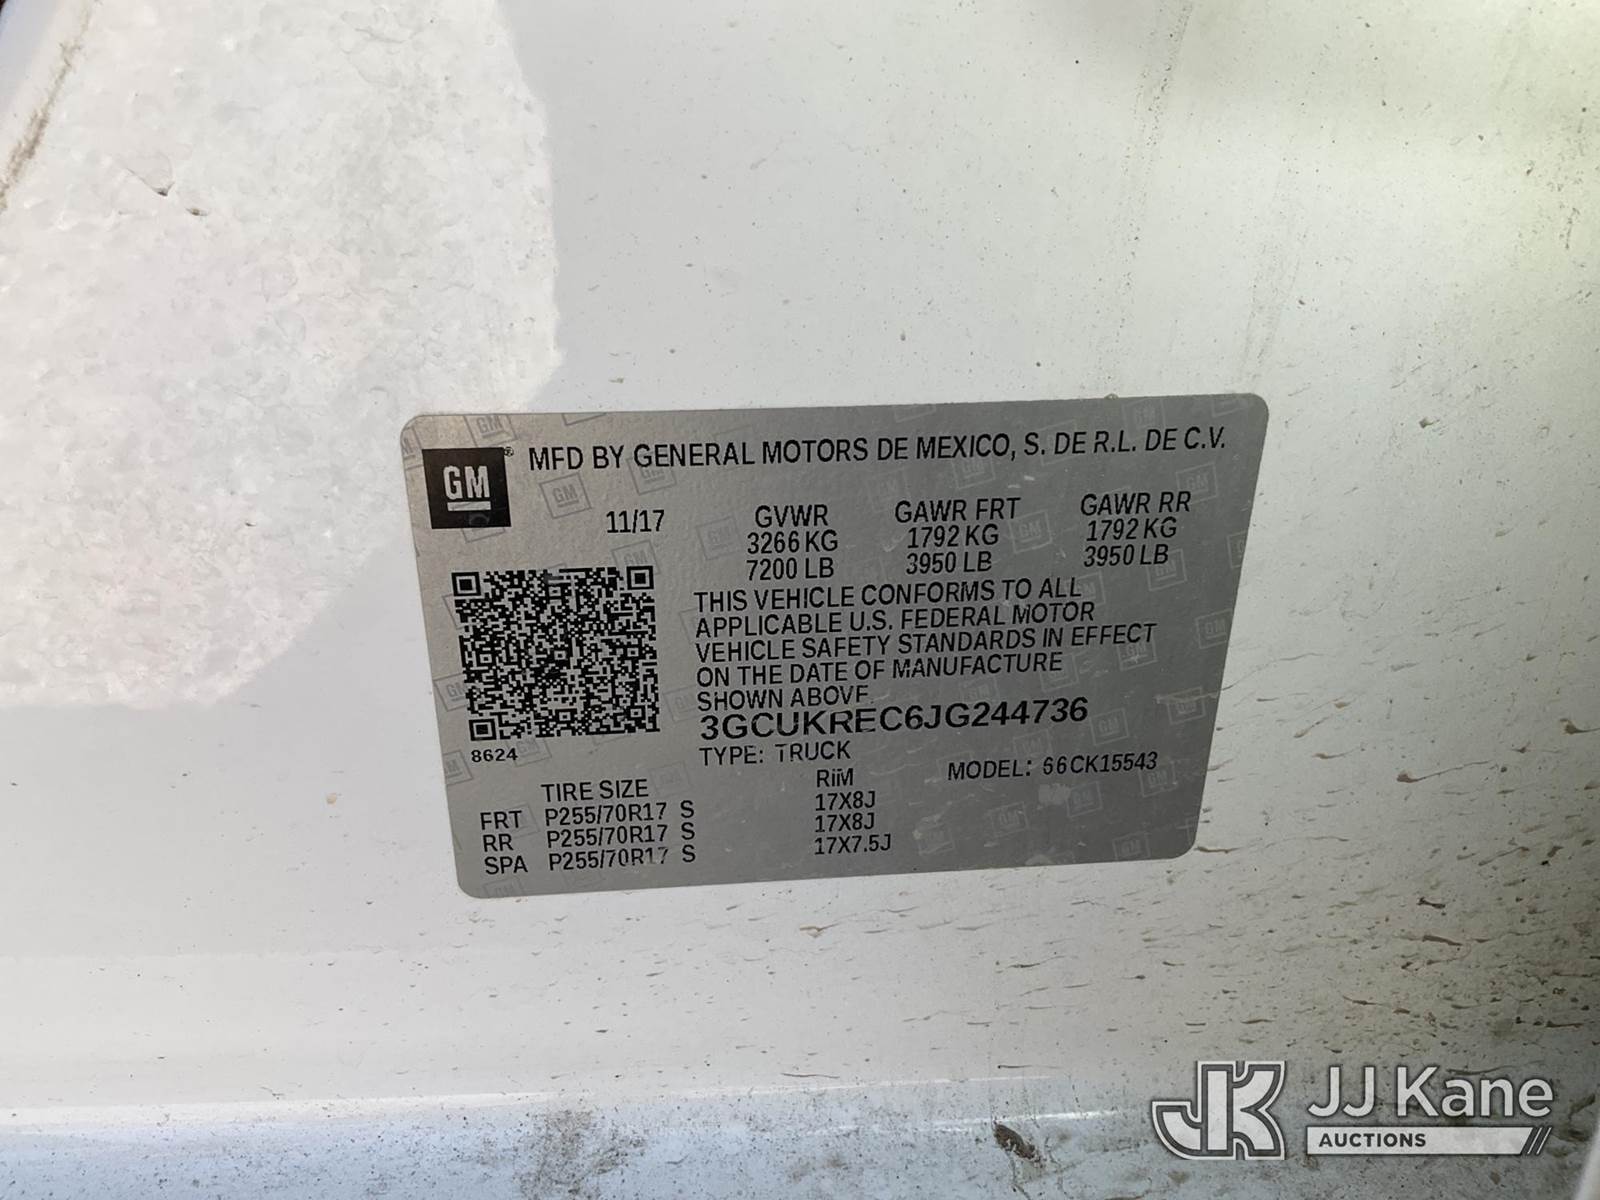 GM
MFD BY GENERAL MOTORS DE MEXICO, S. DE R.L. DE C.V.
11/17 GVWR GAWR FRT GAWR RR
3266 KG 1792 KG 1792 KG
7200 LB 3950 LB 3950 LB
THIS VEHICLE CONFORMS TO ALL
APPLICABLE U.S. FEDERAL MOTOR
VEHICLE SAFETY STANDARDS IN EFFECT
ON THE DATE OF MANUFACTURE
SHOWN ABOVE.
3GCUKREC6JG244736
8624
TYPE: TRUCK
MODEL: 66CK15543
TIRE SIZE RIM
FRT P255/70R17 S 17X8J
RR P255/70R17 S 17X8J
SPA P255/70R17 S 17X7.5J
JK JJ Kane
AUCTIONS